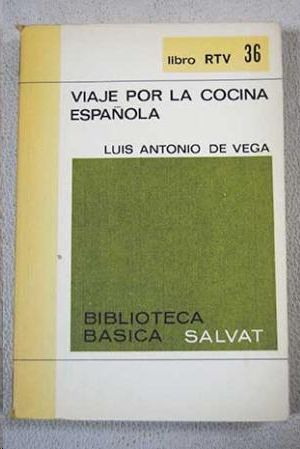 libro RTV 36
VIAJE POR LA COCINA
ESPAÑOLA
LUIS ANTONIO DE VEGA
BIBLIOTECA
BASICA SALVAT